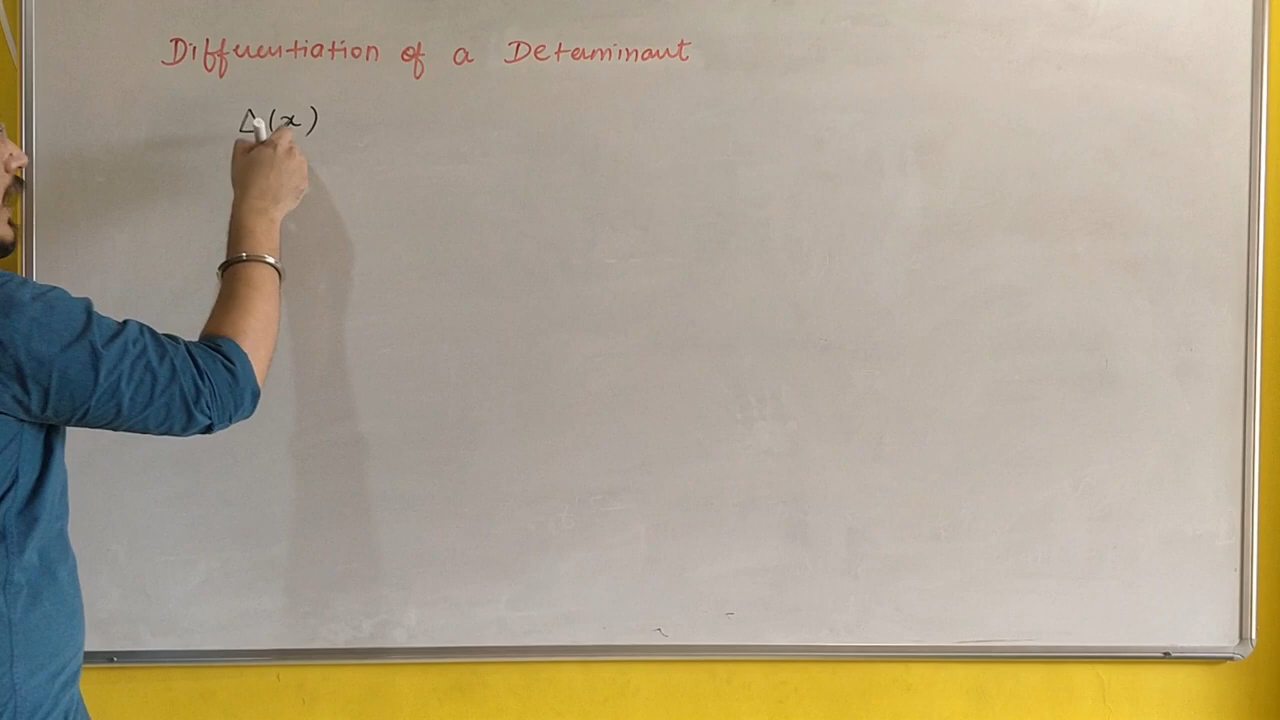 Differentiation of a Determinant
Δ(x)